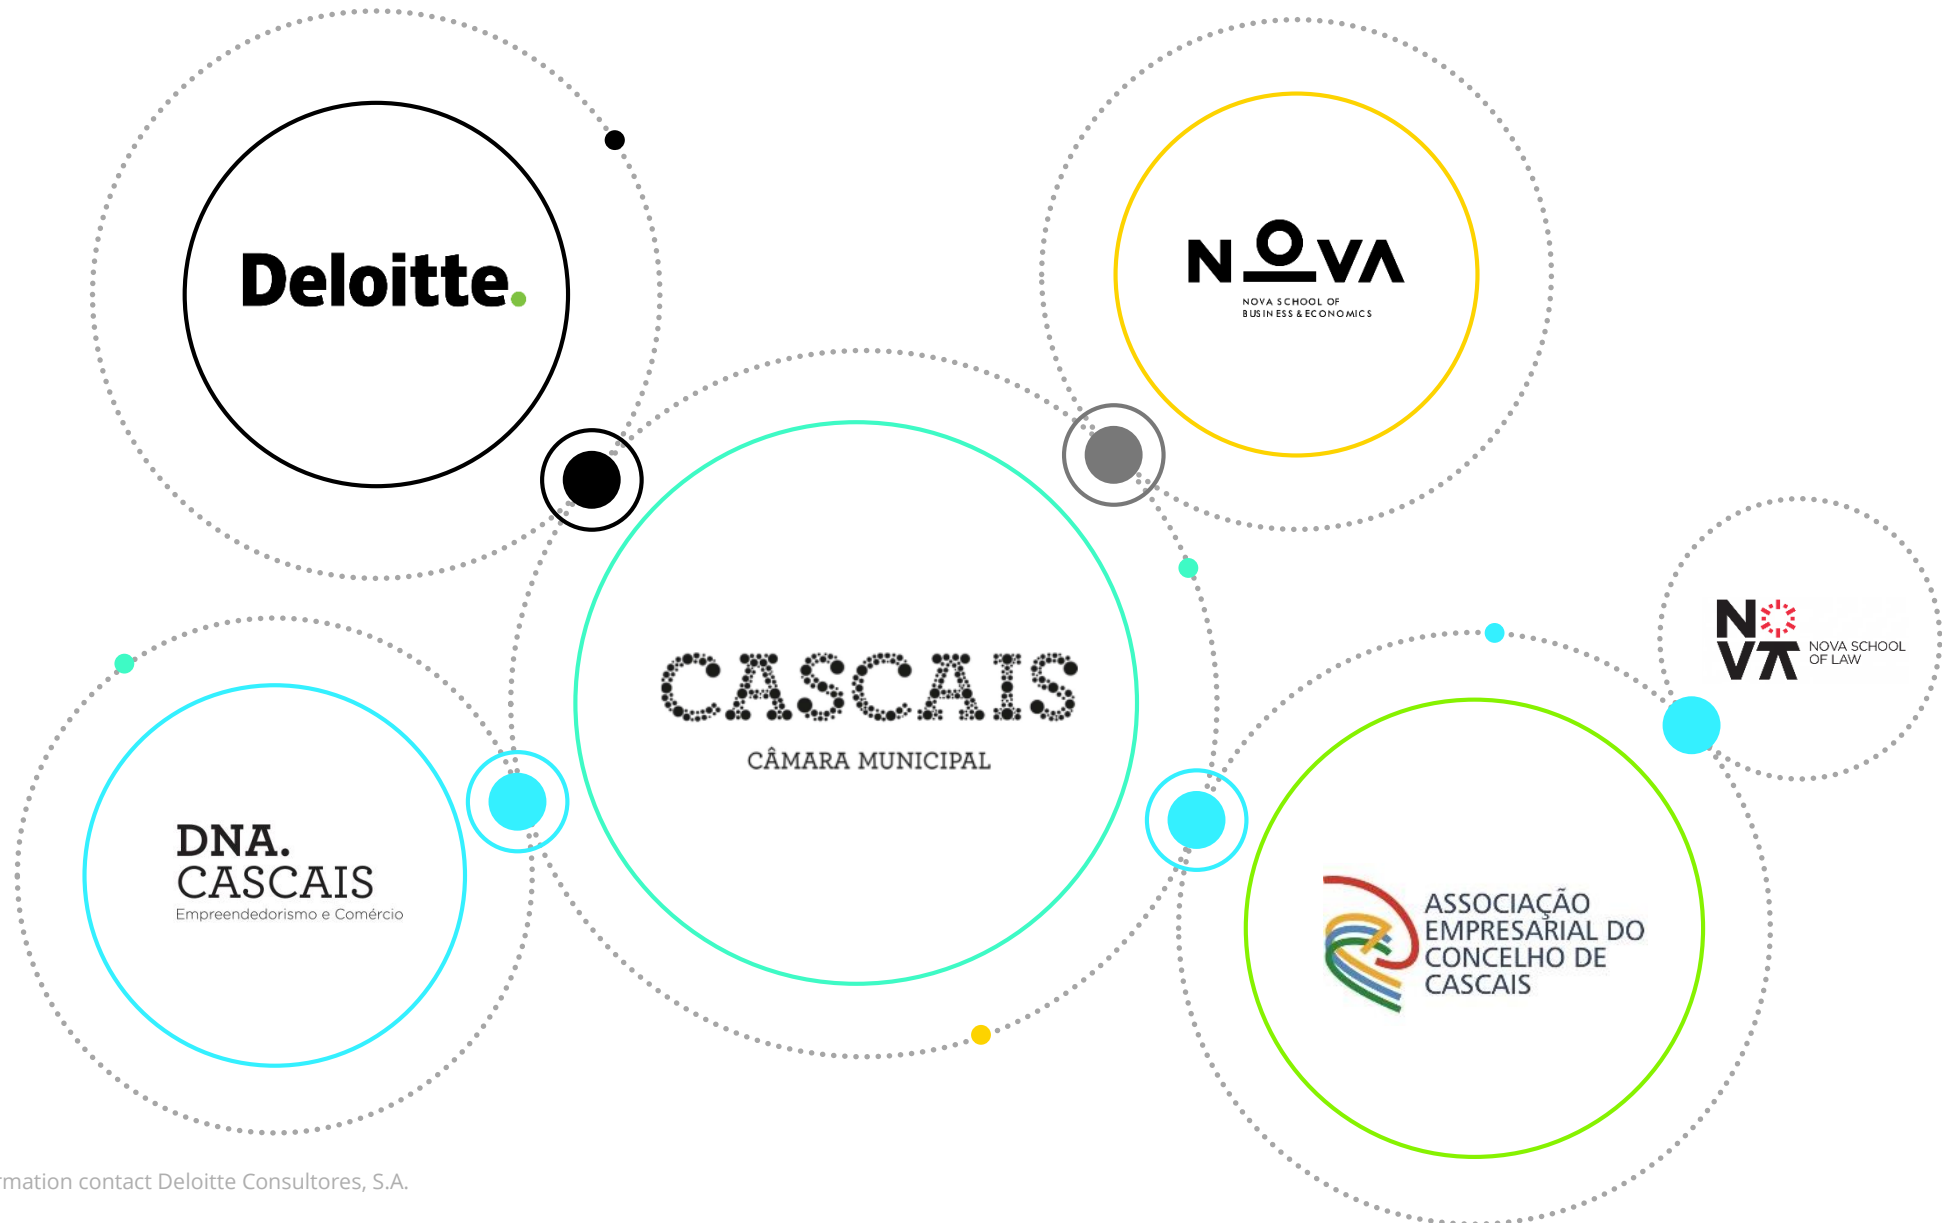 Deloitte.
NOVA
NOVA SCHOOL OF
BUSINESS & ECONOMICS
CASCAIS
CÂMARA MUNICIPAL
NOVA
NOVA SCHOOL
OF LAW
DNA.
CASCAIS
Empreendedorismo e Comércio
ASSOCIAÇÃO
EMPRESARIAL DO
CONCELHO DE
CASCAIS
rmation contact Deloitte Consultores, S.A.